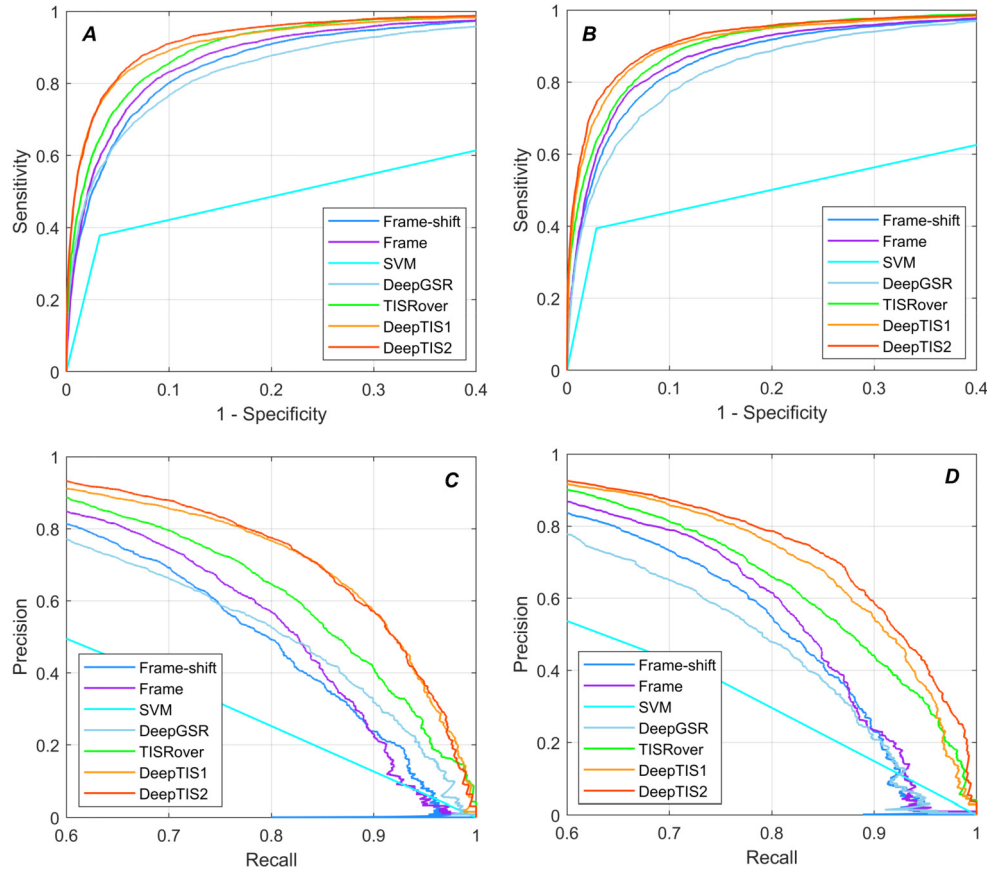 A
1
0.8
0.6
0.4
0.2
0
Sensitivity
Frame-shift
Frame
SVM
DeepGSR
TISRover
DeepTIS1
DeepTIS2
0 0.1 0.2 0.3 0.4
1 - Specificity
B
1
0.8
0.6
0.4
0.2
0
Sensitivity
Frame-shift
Frame
SVM
DeepGSR
TISRover
DeepTIS1
DeepTIS2
0 0.1 0.2 0.3 0.4
1 - Specificity
C
1
0.8
0.6
0.4
0.2
0
Precision
Frame-shift
Frame
SVM
DeepGSR
TISRover
DeepTIS1
DeepTIS2
0.6 0.7 0.8 0.9 1
Recall
D
1
0.8
0.6
0.4
0.2
0
Precision
Frame-shift
Frame
SVM
DeepGSR
TISRover
DeepTIS1
DeepTIS2
0.6 0.7 0.8 0.9 1
Recall